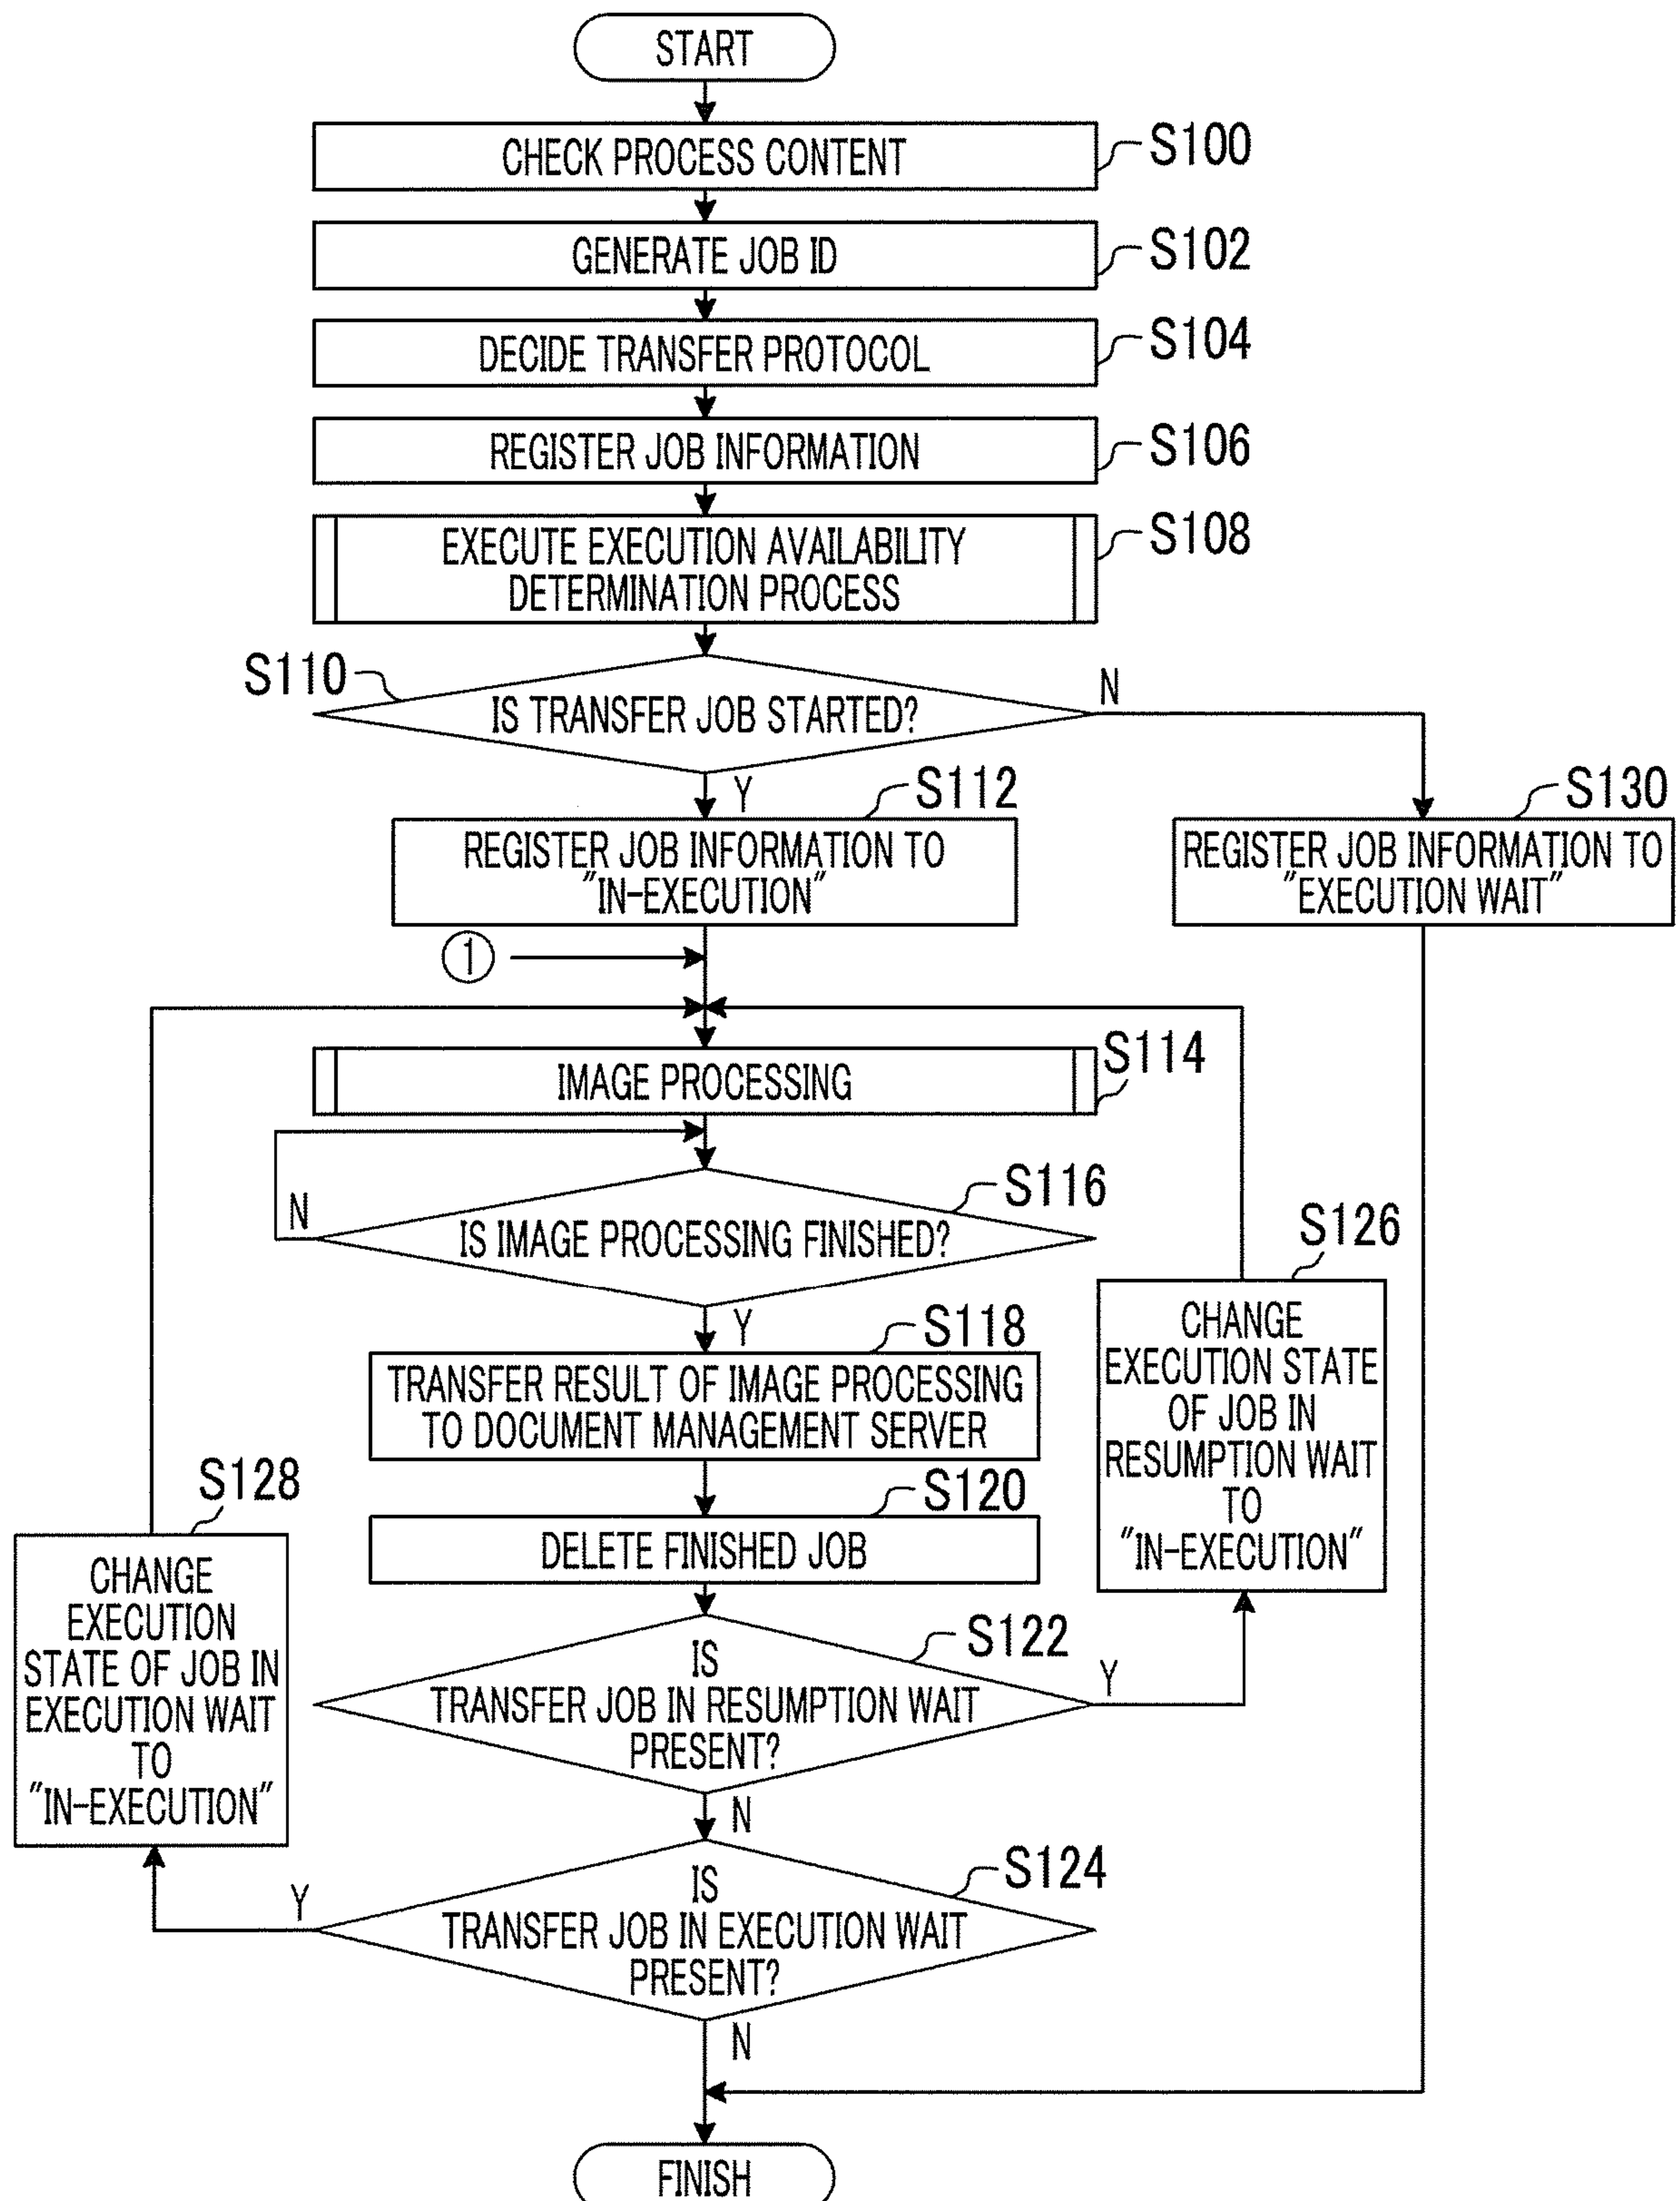 START
CHECK PROCESS CONTENT
S100
GENERATE JOB ID
S102
DECIDE TRANSFER PROTOCOL
S104
REGISTER JOB INFORMATION
S106
EXECUTE EXECUTION AVAILABILITY
DETERMINATION PROCESS
S108
S110
IS TRANSFER JOB STARTED?
N
Y
S112
REGISTER JOB INFORMATION TO
"IN-EXECUTION"
S130
REGISTER JOB INFORMATION TO
"EXECUTION WAIT"
1
IMAGE PROCESSING
S114
S116
IS IMAGE PROCESSING FINISHED?
N
Y
S118
TRANSFER RESULT OF IMAGE PROCESSING
TO DOCUMENT MANAGEMENT SERVER
S126
CHANGE
EXECUTION STATE
OF JOB IN
RESUMPTION WAIT
TO
"IN-EXECUTION"
S120
DELETE FINISHED JOB
S128
CHANGE
EXECUTION
STATE OF JOB IN
EXECUTION WAIT
TO
"IN-EXECUTION"
S122
IS
TRANSFER JOB IN RESUMPTION WAIT
PRESENT?
Y
N
S124
IS
TRANSFER JOB IN EXECUTION WAIT
PRESENT?
Y
N
FINISH